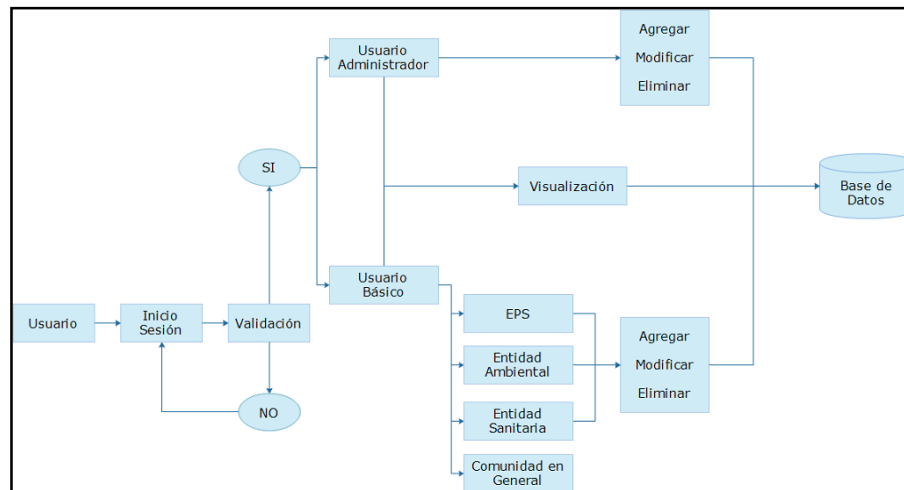 Usuario
Inicio
Sesión
Validación
SI
NO
Usuario
Administrador
Usuario
Básico
Visualización
EPS
Entidad
Ambiental
Entidad
Sanitaria
Comunidad en
General
Agregar
Modificar
Eliminar
Agregar
Modificar
Eliminar
Base de
Datos